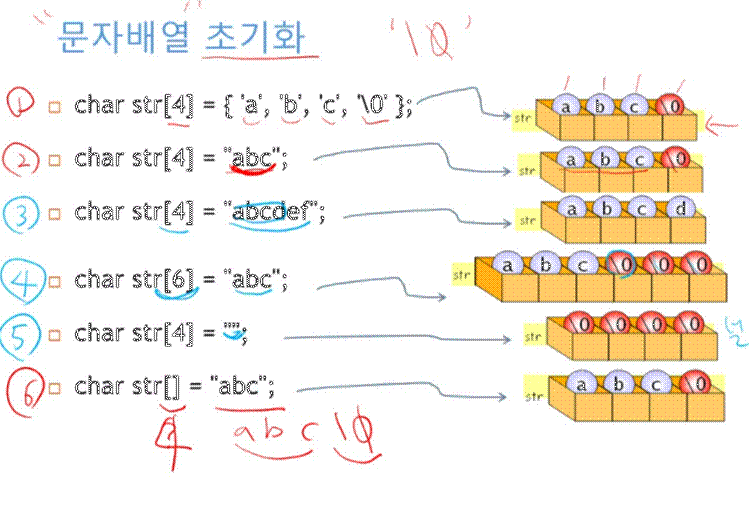 " 문자배열 초기화 " '\0'
① char str[4] = { 'a', 'b', 'c', '\0' }; str a b c \0
② char str[4] = "abc"; str a b c \0
③ char str[4] = "abcdef"; str a b c d
④ char str[6] = "abc"; str a b c \0 \0 \0
⑤ char str[4] = ""; str \0 \0 \0 \0
⑥ char str[] = "abc"; str a b c \0
4 a b c \0